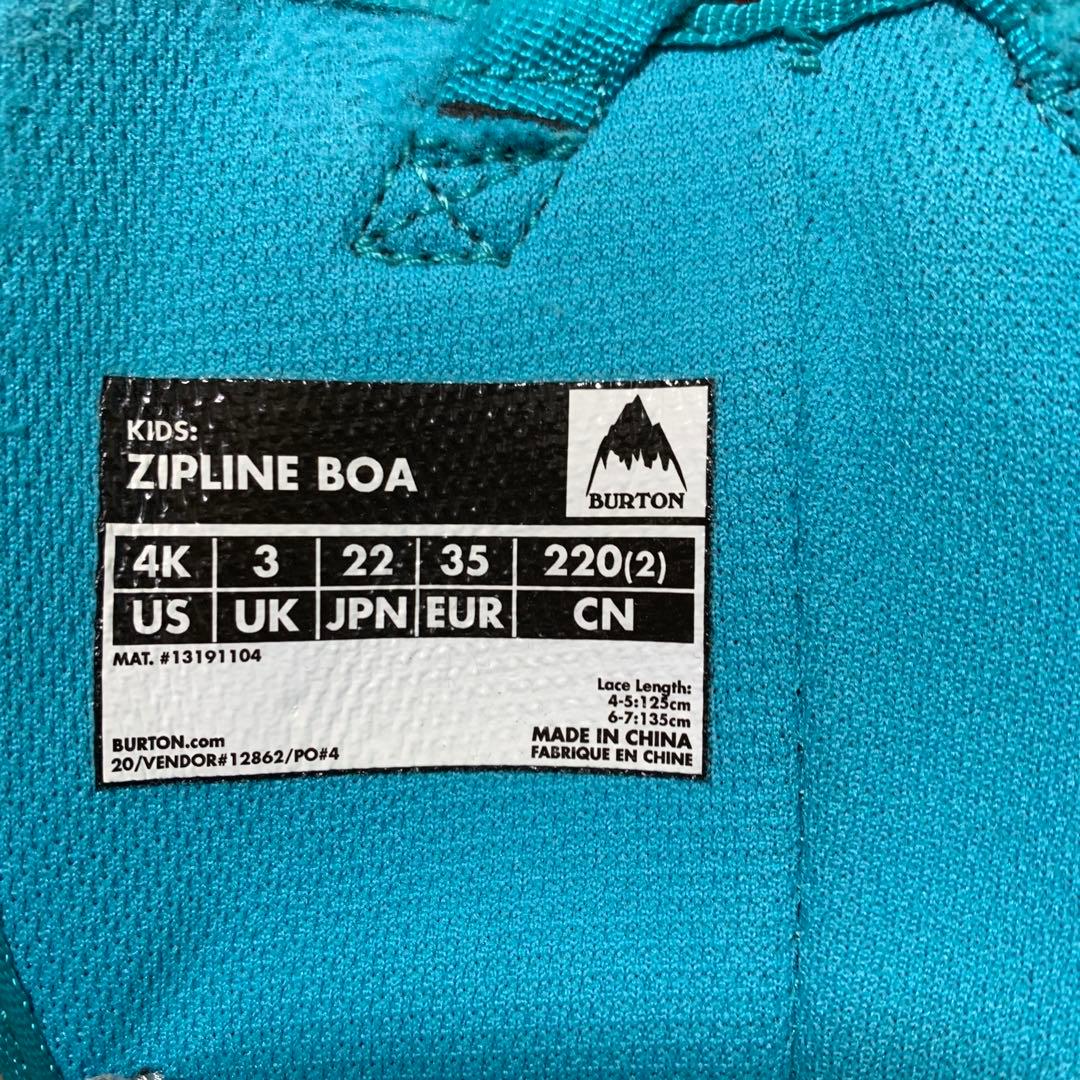 KIDS:
ZIPLINE BOA
BURTON
4K 3 22 35 220(2)
US UK JPN EUR CN
MAT. #13191104
Lace Length:
4-5:125cm
6-7:135cm
MADE IN CHINA
FABRIQUE EN CHINE
BURTON.com
20/VENDOR#12862/PO#4